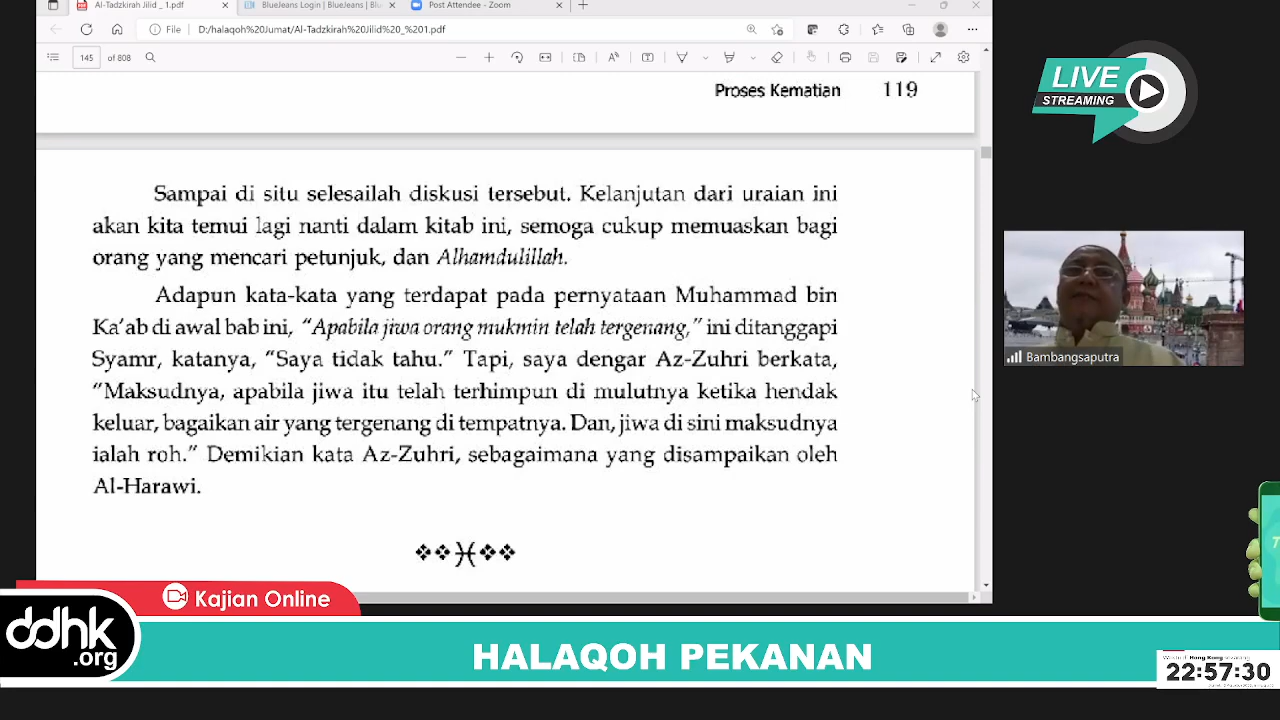 Al-Tadzkirah Jilid _ 1.pdf
BlueJeans Login | BlueJeans | Blu
Post Attendee - Zoom
File
D:/halaqoh%20Jumat/Al-Tadzkirah%20Jilid%20_%201.pdf
145 of 808
Proses Kematian 119
Sampai di situ selesailah diskusi tersebut. Kelanjutan dari uraian ini
akan kita temui lagi nanti dalam kitab ini, semoga cukup memuaskan bagi
orang yang mencari petunjuk, dan Alhamdulillah.
Adapun kata-kata yang terdapat pada pernyataan Muhammad bin
Ka'ab di awal bab ini, "Apabila jiwa orang mukmin telah tergenang," ini ditanggapi
Syamr, katanya, "Saya tidak tahu." Tapi, saya dengar Az-Zuhri berkata,
"Maksudnya, apabila jiwa itu telah terhimpun di mulutnya ketika hendak
keluar, bagaikan air yang tergenang di tempatnya. Dan, jiwa di sini maksudnya
ialah roh." Demikian kata Az-Zuhri, sebagaimana yang disampaikan oleh
Al-Harawi.
LIVE
STREAMING
Bambangsaputra
Kajian Online
ddhk
.org
HALAQOH PEKANAN
22:57:30